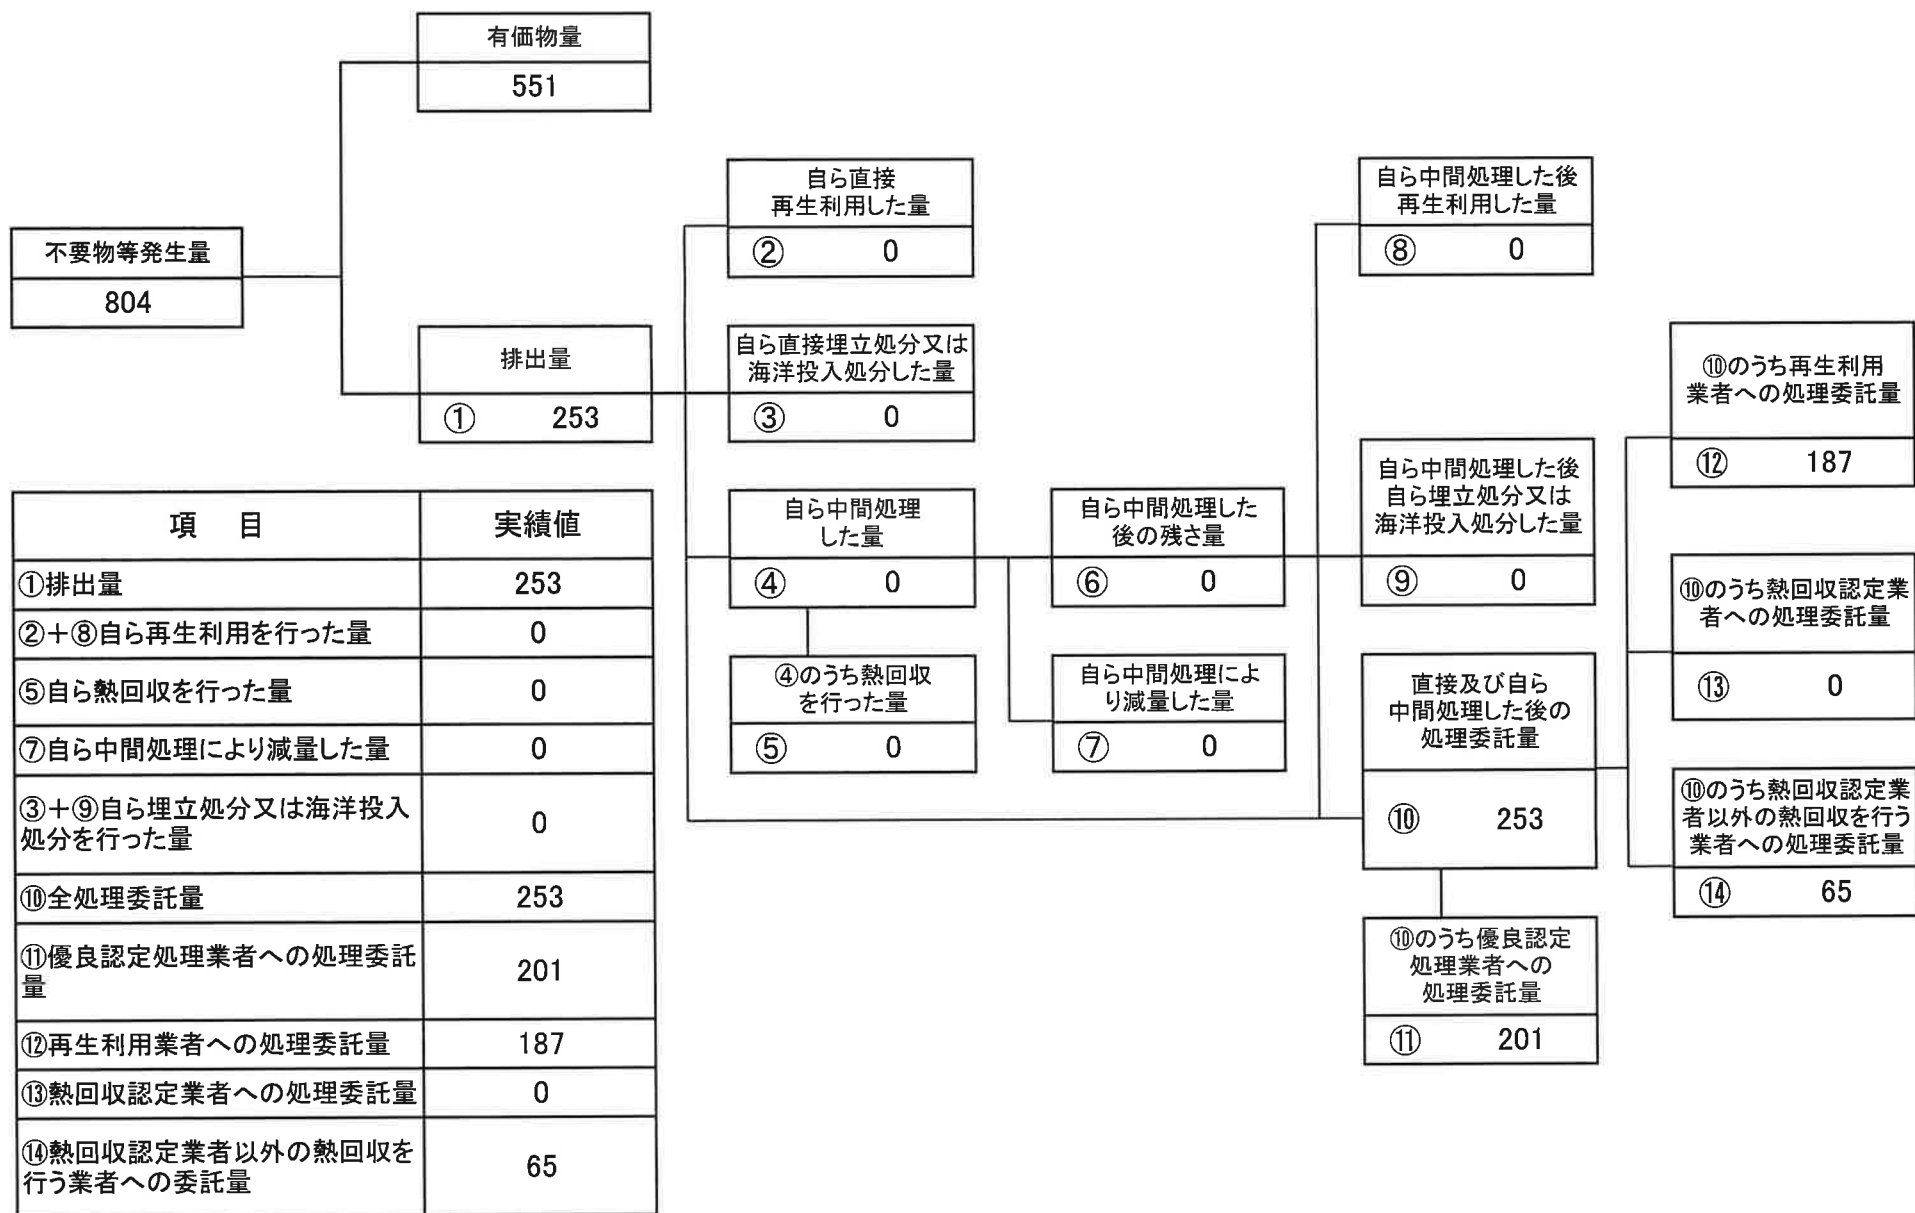 有価物量
551
不要物等発生量
804
排出量
① 253
自ら直接
再生利用した量
② 0
自ら直接埋立処分又は
海洋投入処分した量
③ 0
自ら中間処理
した量
④ 0
④のうち熱回収
を行った量
⑤ 0
自ら中間処理した
後の残さ量
⑥ 0
自ら中間処理によ
り減量した量
⑦ 0
自ら中間処理した後
再生利用した量
⑧ 0
自ら中間処理した後
自ら埋立処分又は
海洋投入処分した量
⑨ 0
直接及び自ら
中間処理した後の
処理委託量
⑩ 253
⑩のうち優良認定
処理業者への
処理委託量
⑪ 201
⑩のうち再生利用
業者への処理委託量
⑫ 187
⑩のうち熱回収認定業
者への処理委託量
⑬ 0
⑩のうち熱回収認定業
者以外の熱回収を行う
業者への処理委託量
⑭ 65
項 目 実績値
①排出量 253
②+⑧自ら再生利用を行った量 0
⑤自ら熱回収を行った量 0
⑦自ら中間処理により減量した量 0
③+⑨自ら埋立処分又は海洋投入
処分を行った量 0
⑩全処理委託量 253
⑪優良認定処理業者への処理委託
量 201
⑫再生利用業者への処理委託量 187
⑬熱回収認定業者への処理委託量 0
⑭熱回収認定業者以外の熱回収を
行う業者への委託量 65